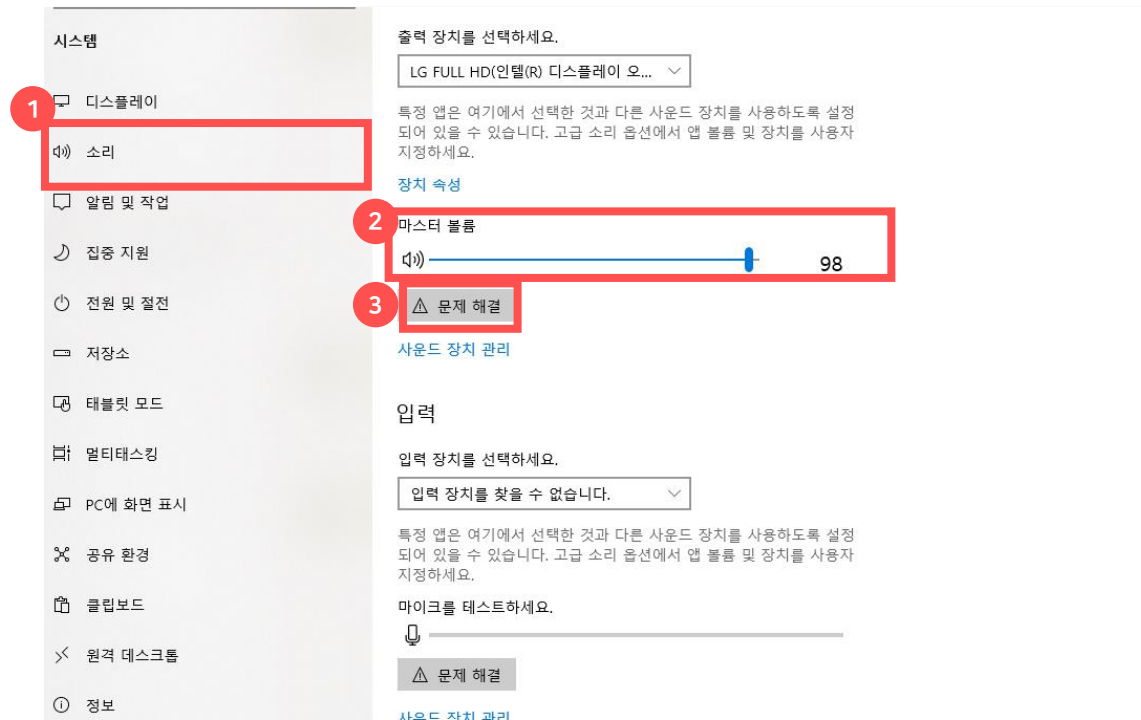 시스템
1
디스플레이
소리
알림 및 작업
집중 지원
전원 및 절전
저장소
태블릿 모드
멀티태스킹
PC에 화면 표시
공유 환경
클립보드
원격 데스크톱
정보
출력 장치를 선택하세요.
LG FULL HD(인텔(R) 디스플레이 오...
특정 앱은 여기에서 선택한 것과 다른 사운드 장치를 사용하도록 설정
되어 있을 수 있습니다. 고급 소리 옵션에서 앱 볼륨 및 장치를 사용자
지정하세요.
장치 속성
2
마스터 볼륨
98
3
문제 해결
사운드 장치 관리
입력
입력 장치를 선택하세요.
입력 장치를 찾을 수 없습니다.
특정 앱은 여기에서 선택한 것과 다른 사운드 장치를 사용하도록 설정
되어 있을 수 있습니다. 고급 소리 옵션에서 앱 볼륨 및 장치를 사용자
지정하세요.
마이크를 테스트하세요.
문제 해결
사운드 장치 관리